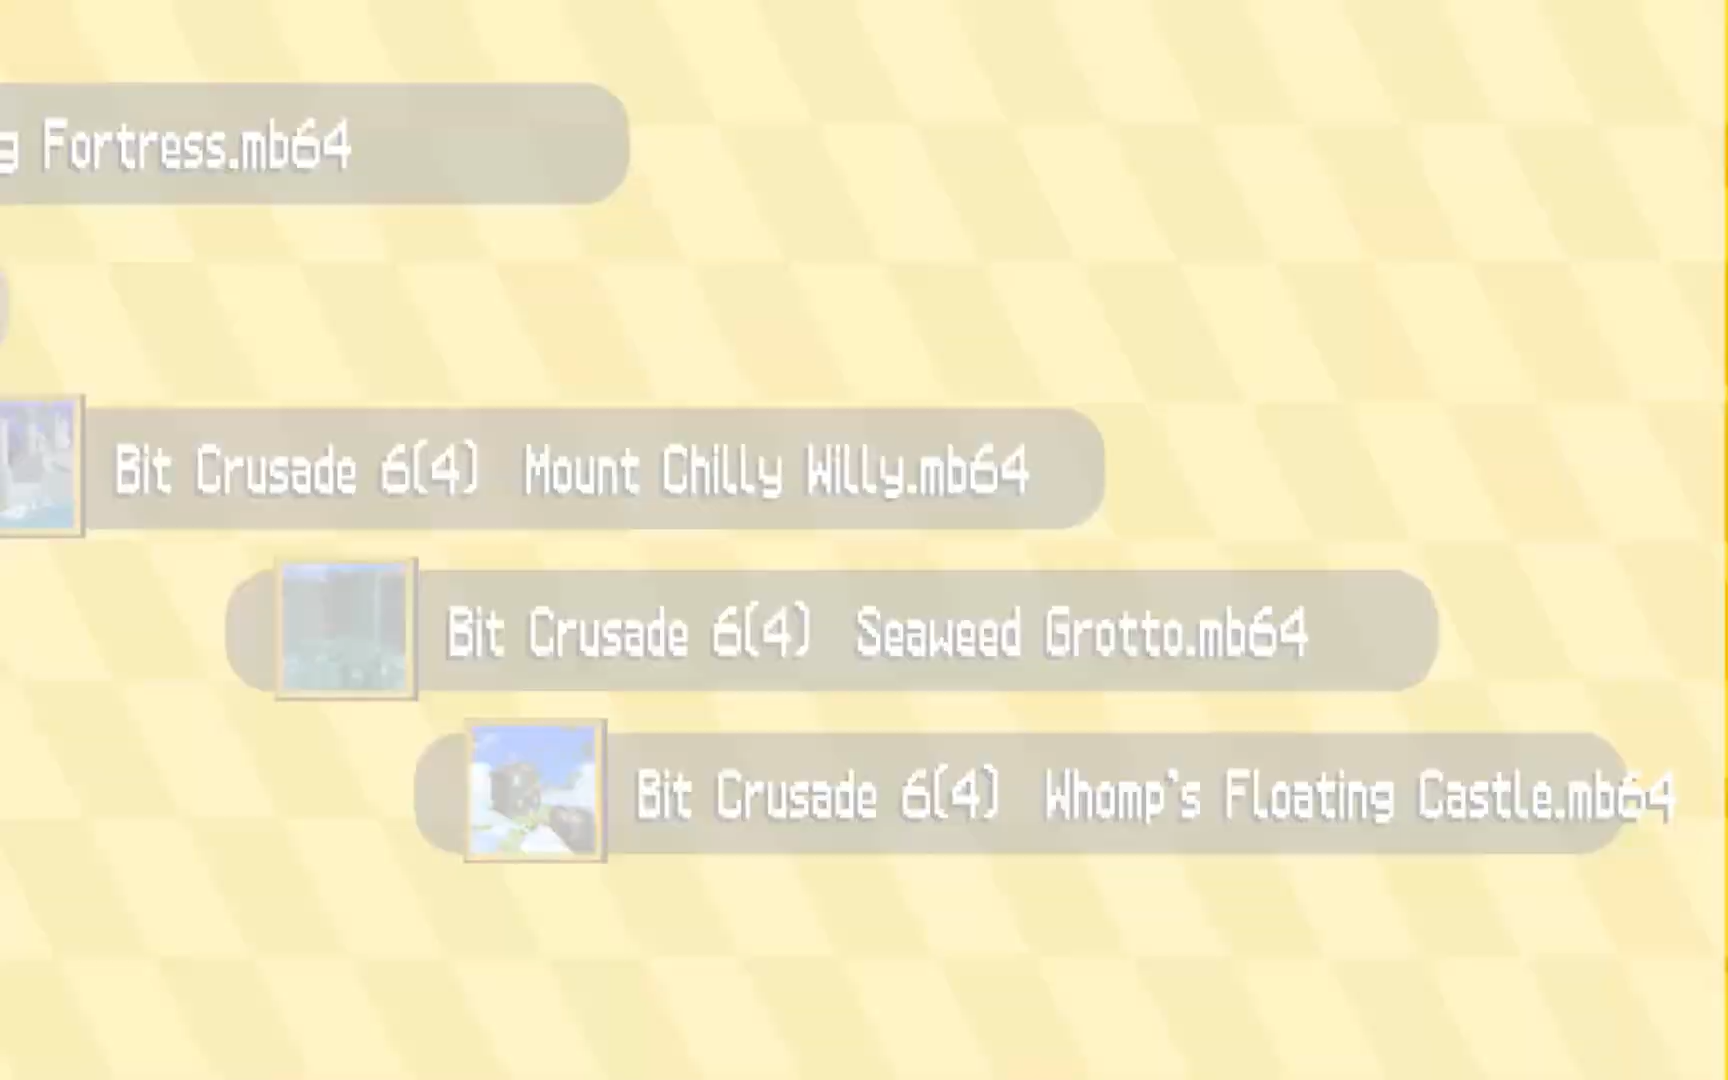 Fortress.mb64
Bit Crusade 6(4) Mount Chilly Willy.mb64
Bit Crusade 6(4) Seaweed Grotto.mb64
Bit Crusade 6(4) Whomp's Floating Castle.mb64